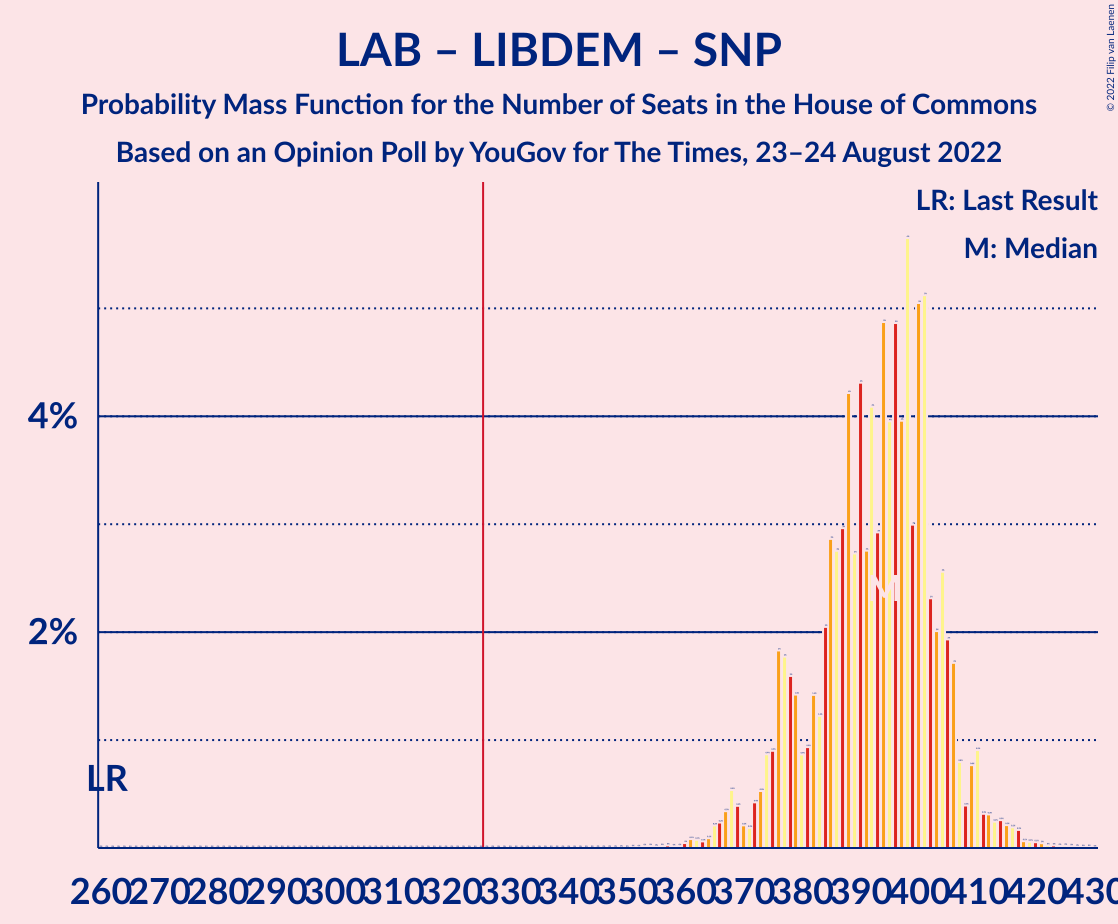 LAB – LIBDEM – SNP
Probability Mass Function for the Number of Seats in the House of Commons
Based on an Opinion Poll by YouGov for The Times, 23–24 August 2022
© 2022 Filip van Laenen
LR: Last Result
M: Median
4%
2%
M
LR
260 270 280 290 300 310 320 330 340 350 360 370 380 390 400 410 420 430